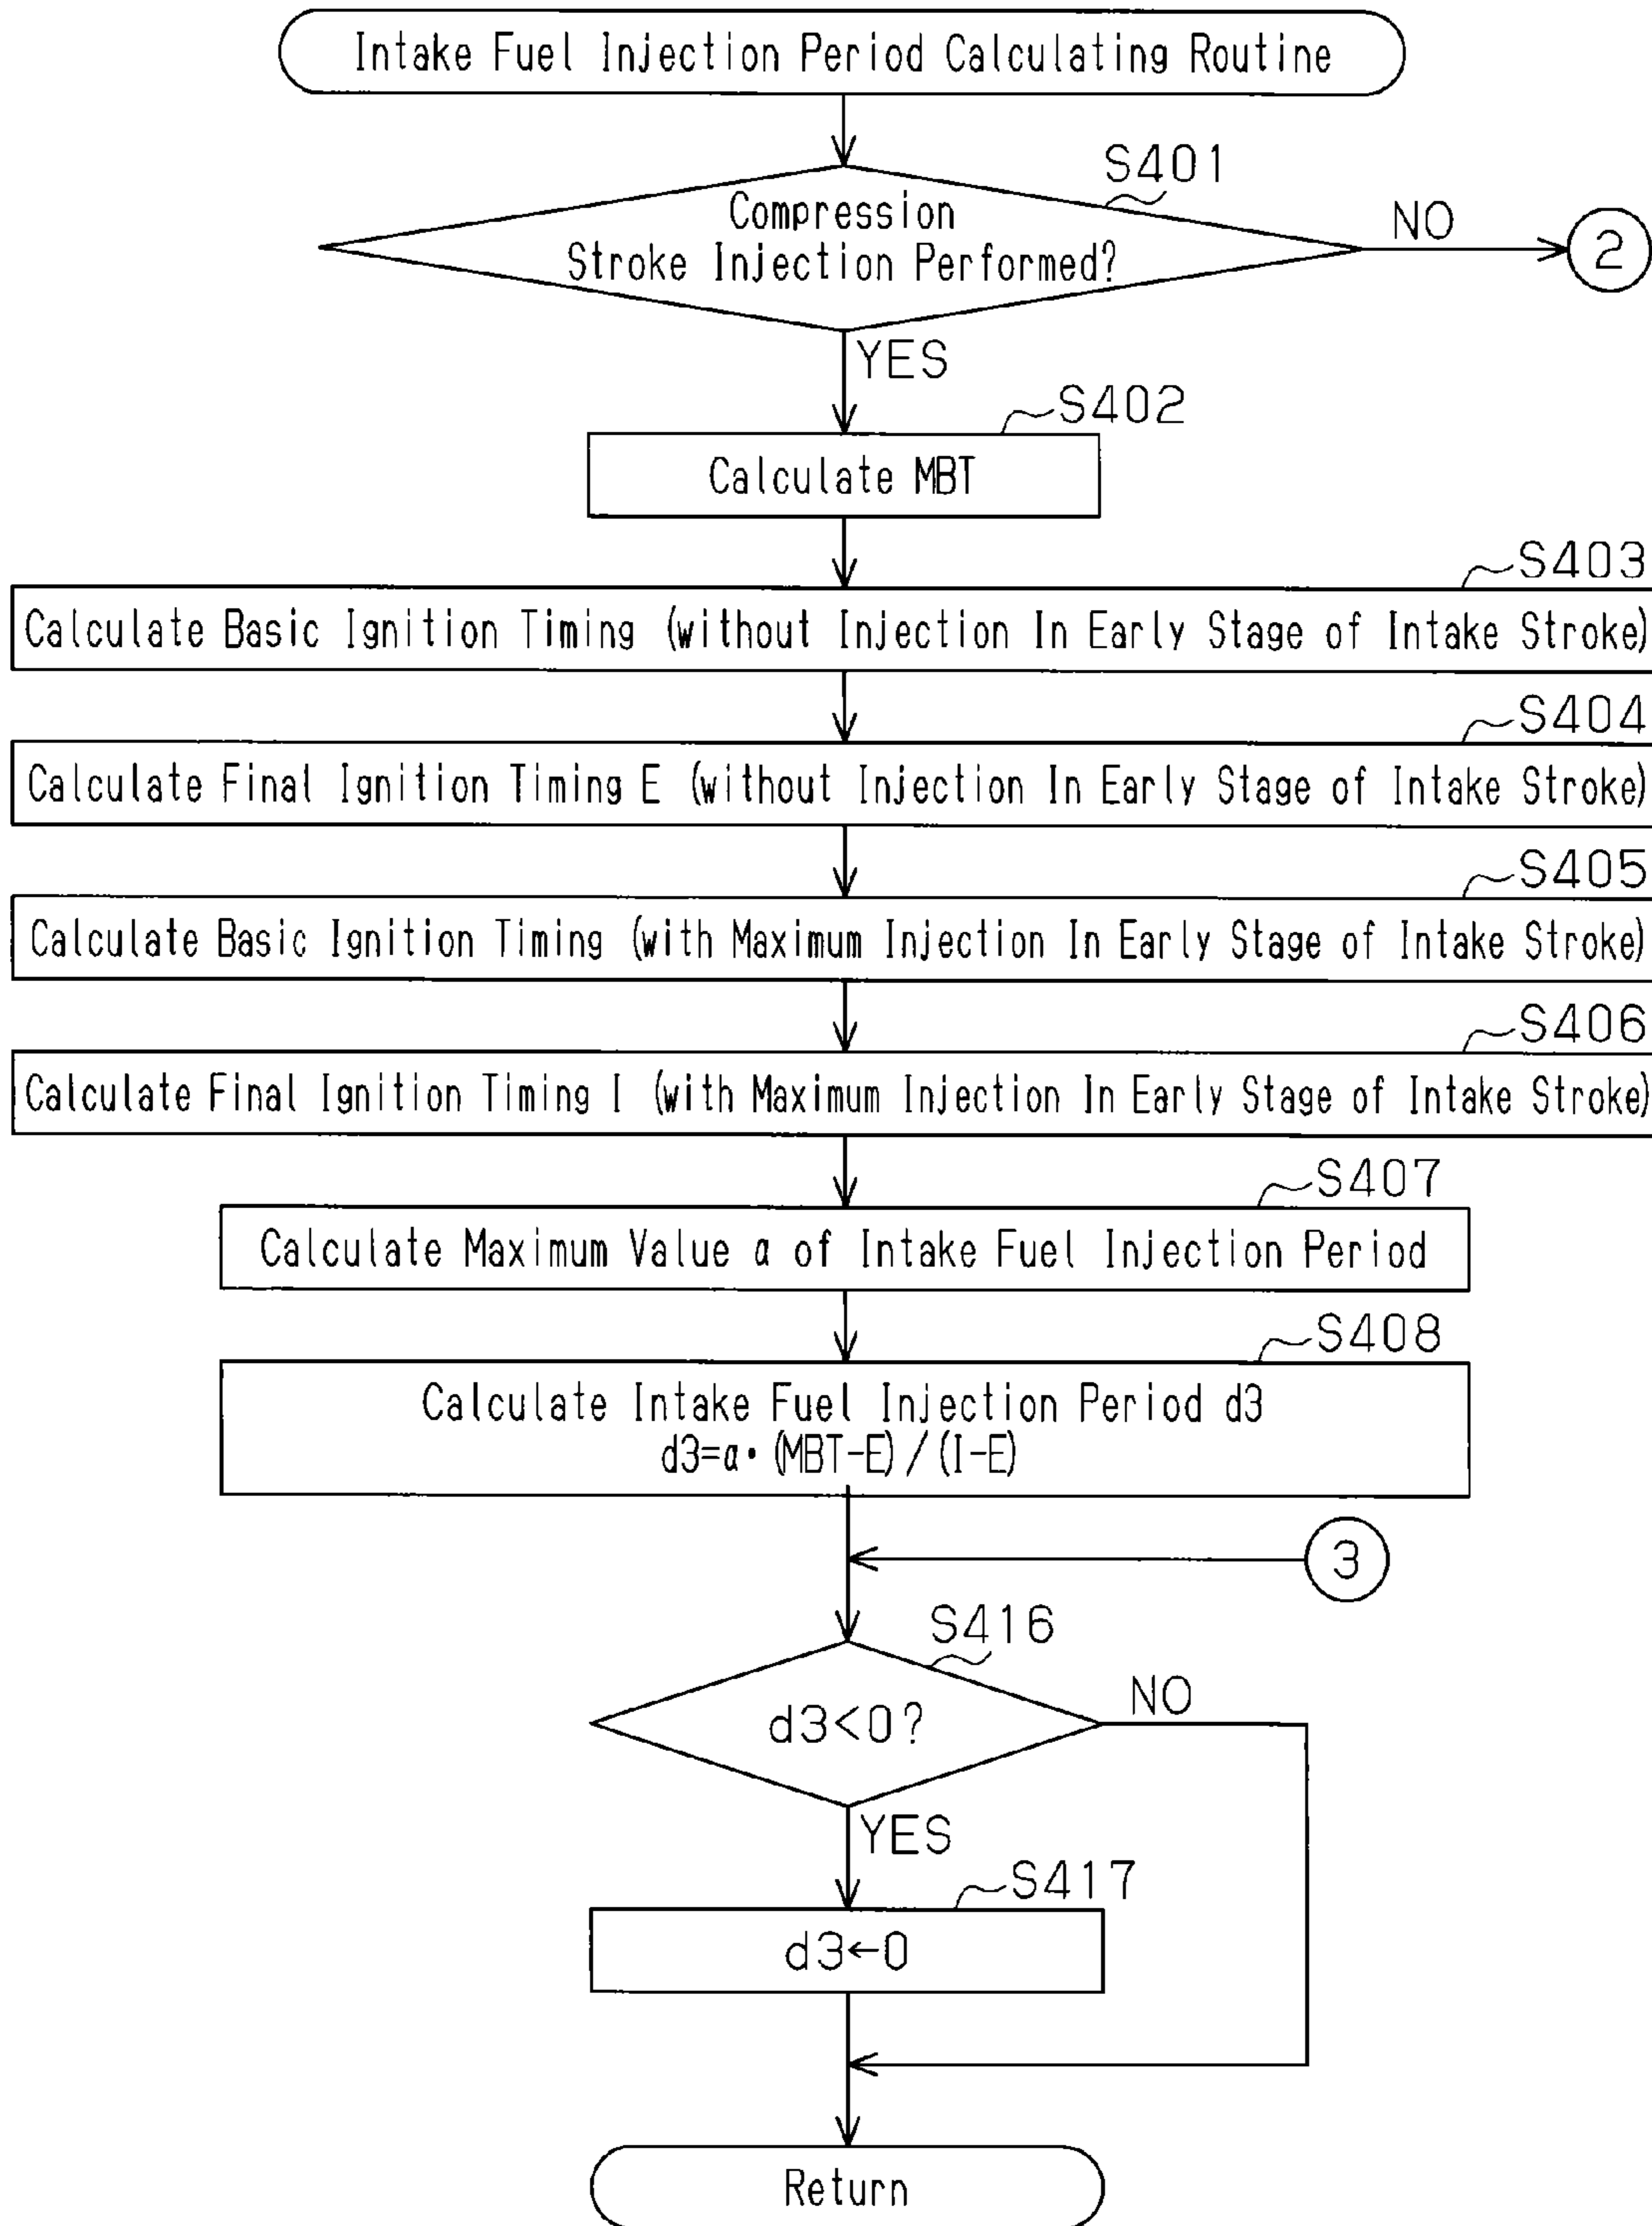 Intake Fuel Injection Period Calculating Routine
S401
Compression
Stroke Injection Performed?
NO
2
YES
S402
Calculate MBT
S403
Calculate Basic Ignition Timing (without Injection In Early Stage of Intake Stroke)
S404
Calculate Final Ignition Timing E (without Injection In Early Stage of Intake Stroke)
S405
Calculate Basic Ignition Timing (with Maximum Injection In Early Stage of Intake Stroke)
S406
Calculate Final Ignition Timing I (with Maximum Injection In Early Stage of Intake Stroke)
S407
Calculate Maximum Value α of Intake Fuel Injection Period
S408
Calculate Intake Fuel Injection Period d3
d3=α・(MBT-E)/(I-E)
3
S416
d3<0?
NO
YES
S417
d3←0
Return